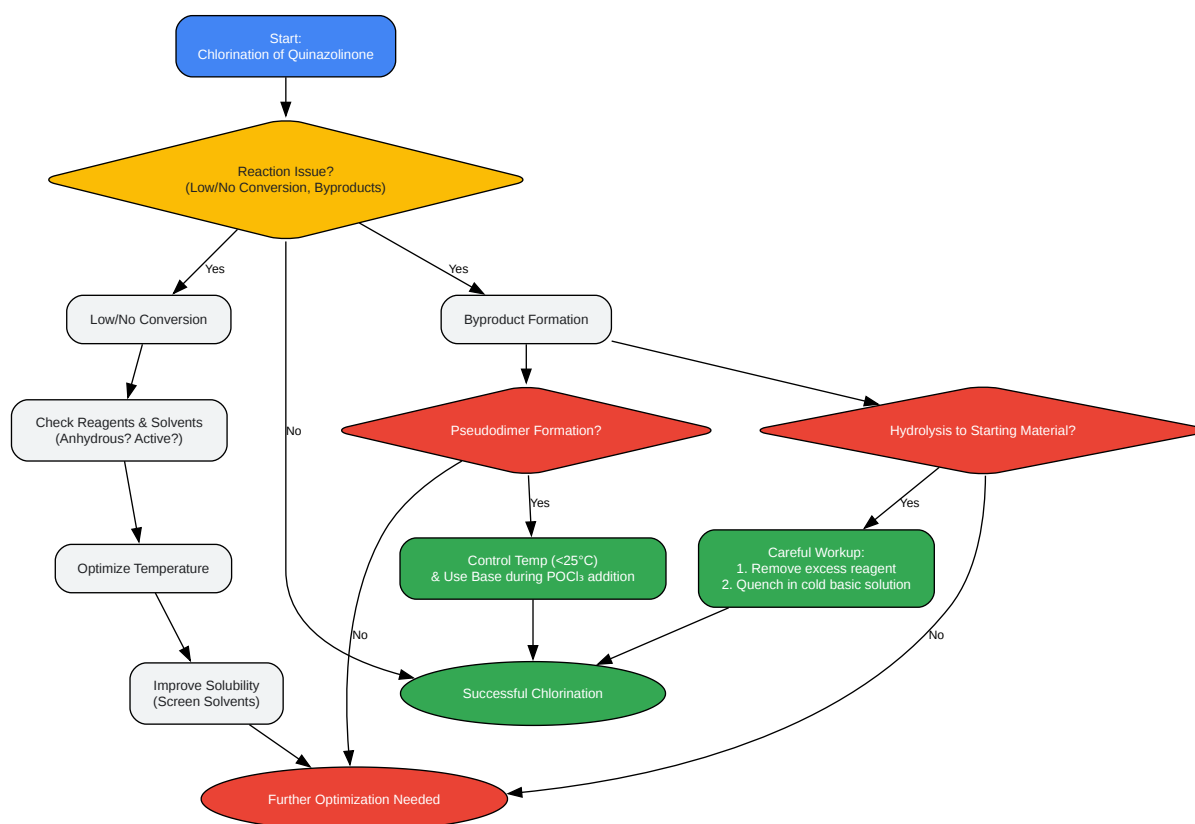 Start:
Chlorination of Quinazolinone
Reaction Issue?
(Low/No Conversion, Byproducts)
Yes
Yes
Low/No Conversion
Byproduct Formation
Check Reagents & Solvents
(Anhydrous? Active?)
No
Pseudodimer Formation?
Hydrolysis to Starting Material?
Yes
Yes
Optimize Temperature
Control Temp (<25°C)
& Use Base during POCl₃ addition
Careful Workup:
1. Remove excess reagent
2. Quench in cold basic solution
No
No
Improve Solubility
(Screen Solvents)
Successful Chlorination
Further Optimization Needed